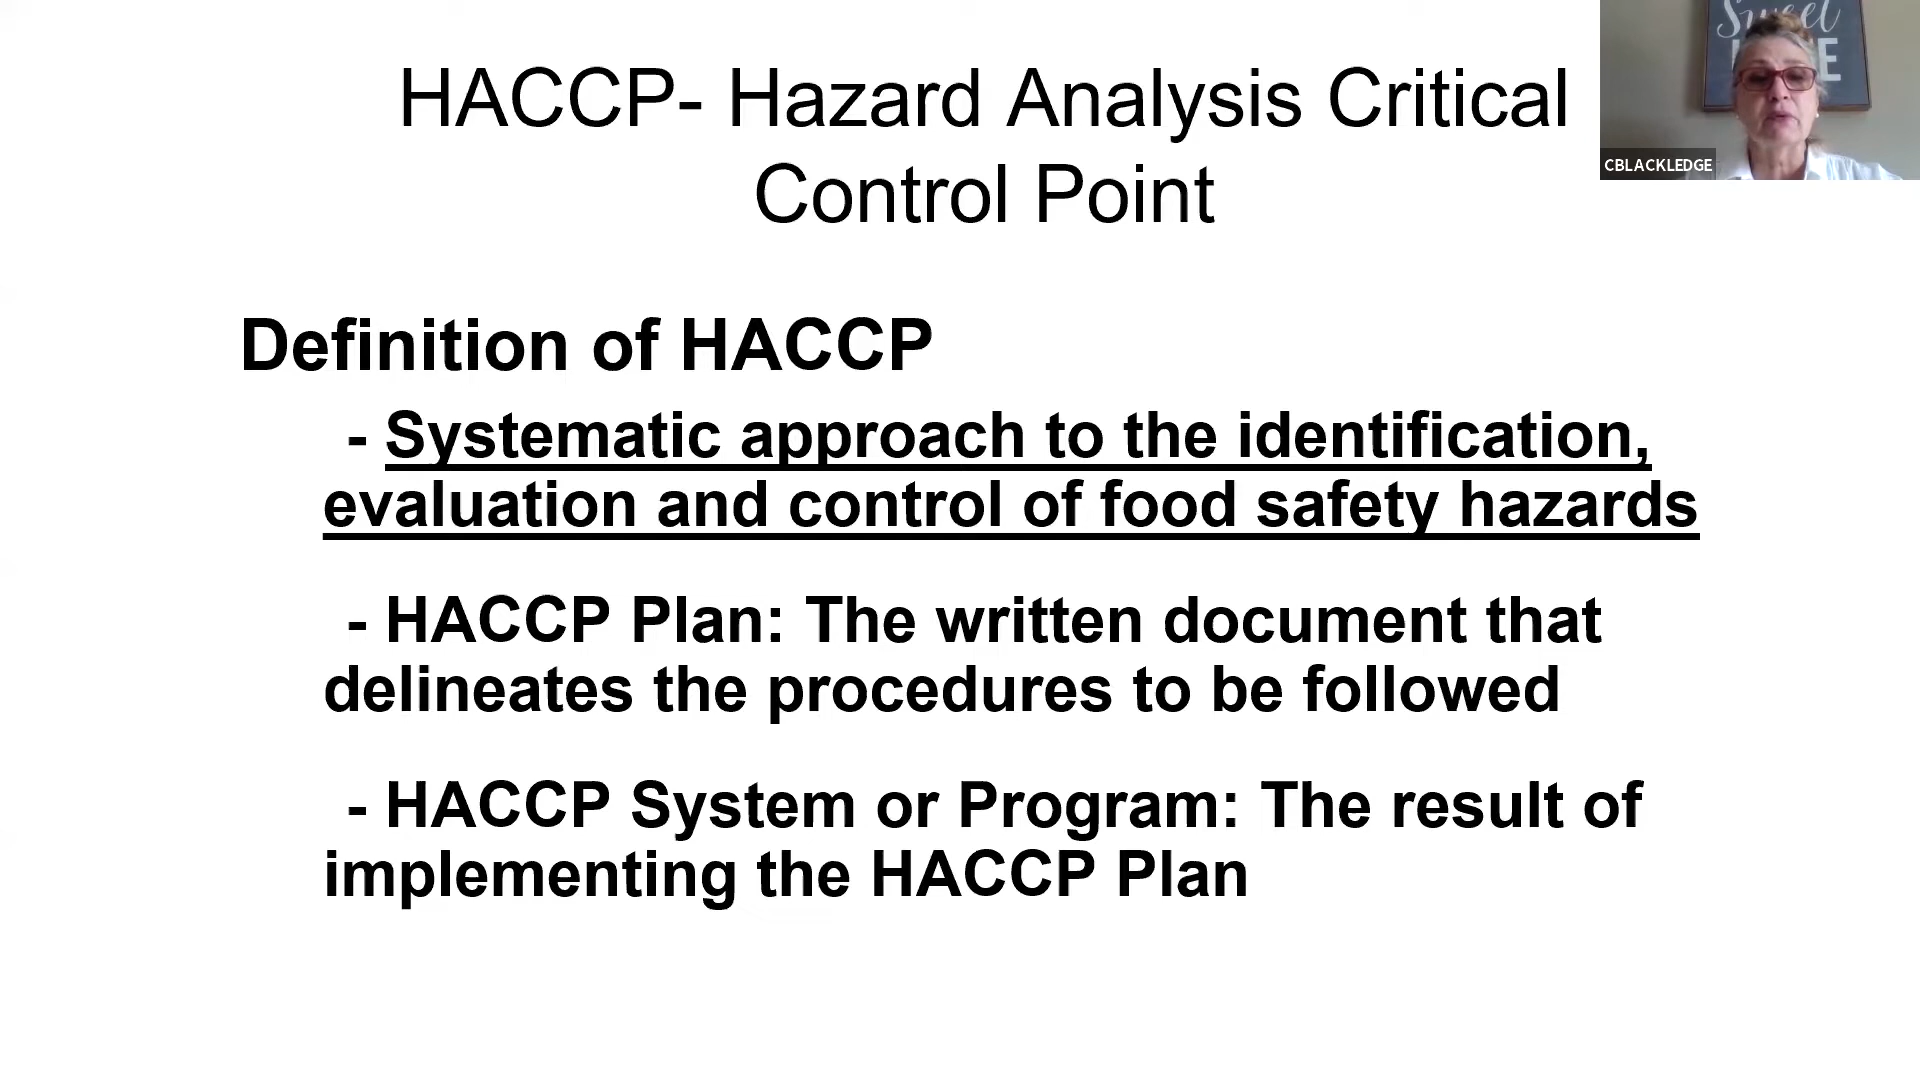 HACCP- Hazard Analysis Critical
Control Point
Sweet
CBLACKLEDGE
Definition of HACCP
- Systematic approach to the identification,
evaluation and control of food safety hazards
- HACCP Plan: The written document that
delineates the procedures to be followed
- HACCP System or Program: The result of
implementing the HACCP Plan